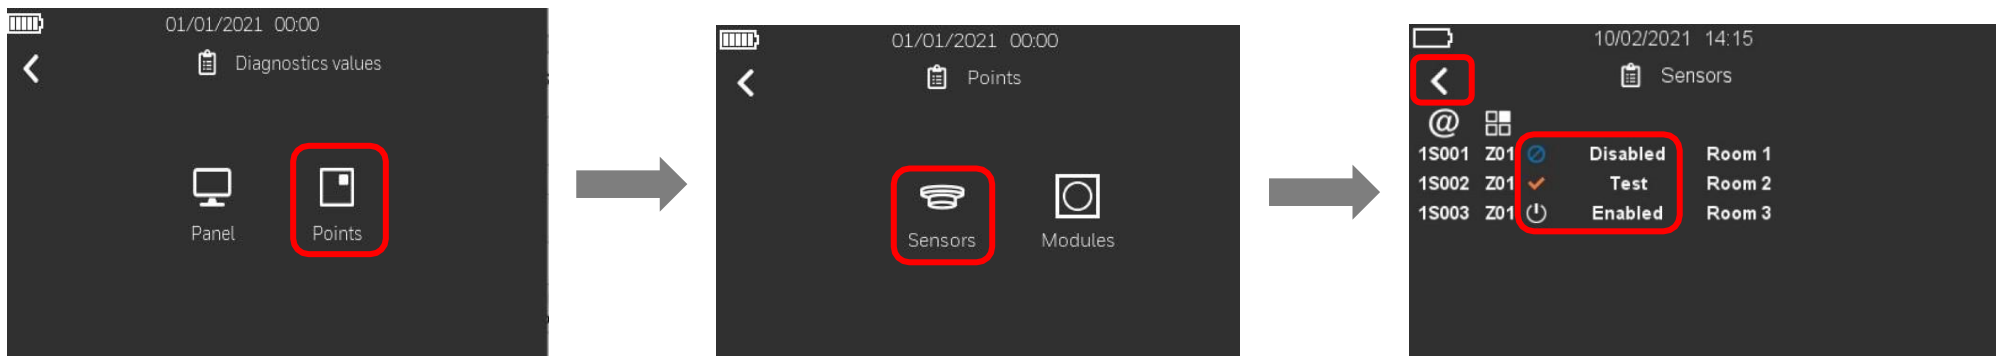 01/01/2021 00:00
Diagnostics values
Panel
Points
01/01/2021 00:00
Points
Sensors
Modules
10/02/2021 14:15
Sensors
@
1S001 Z01 Disabled Room 1
1S002 Z01 Test Room 2
1S003 Z01 Enabled Room 3